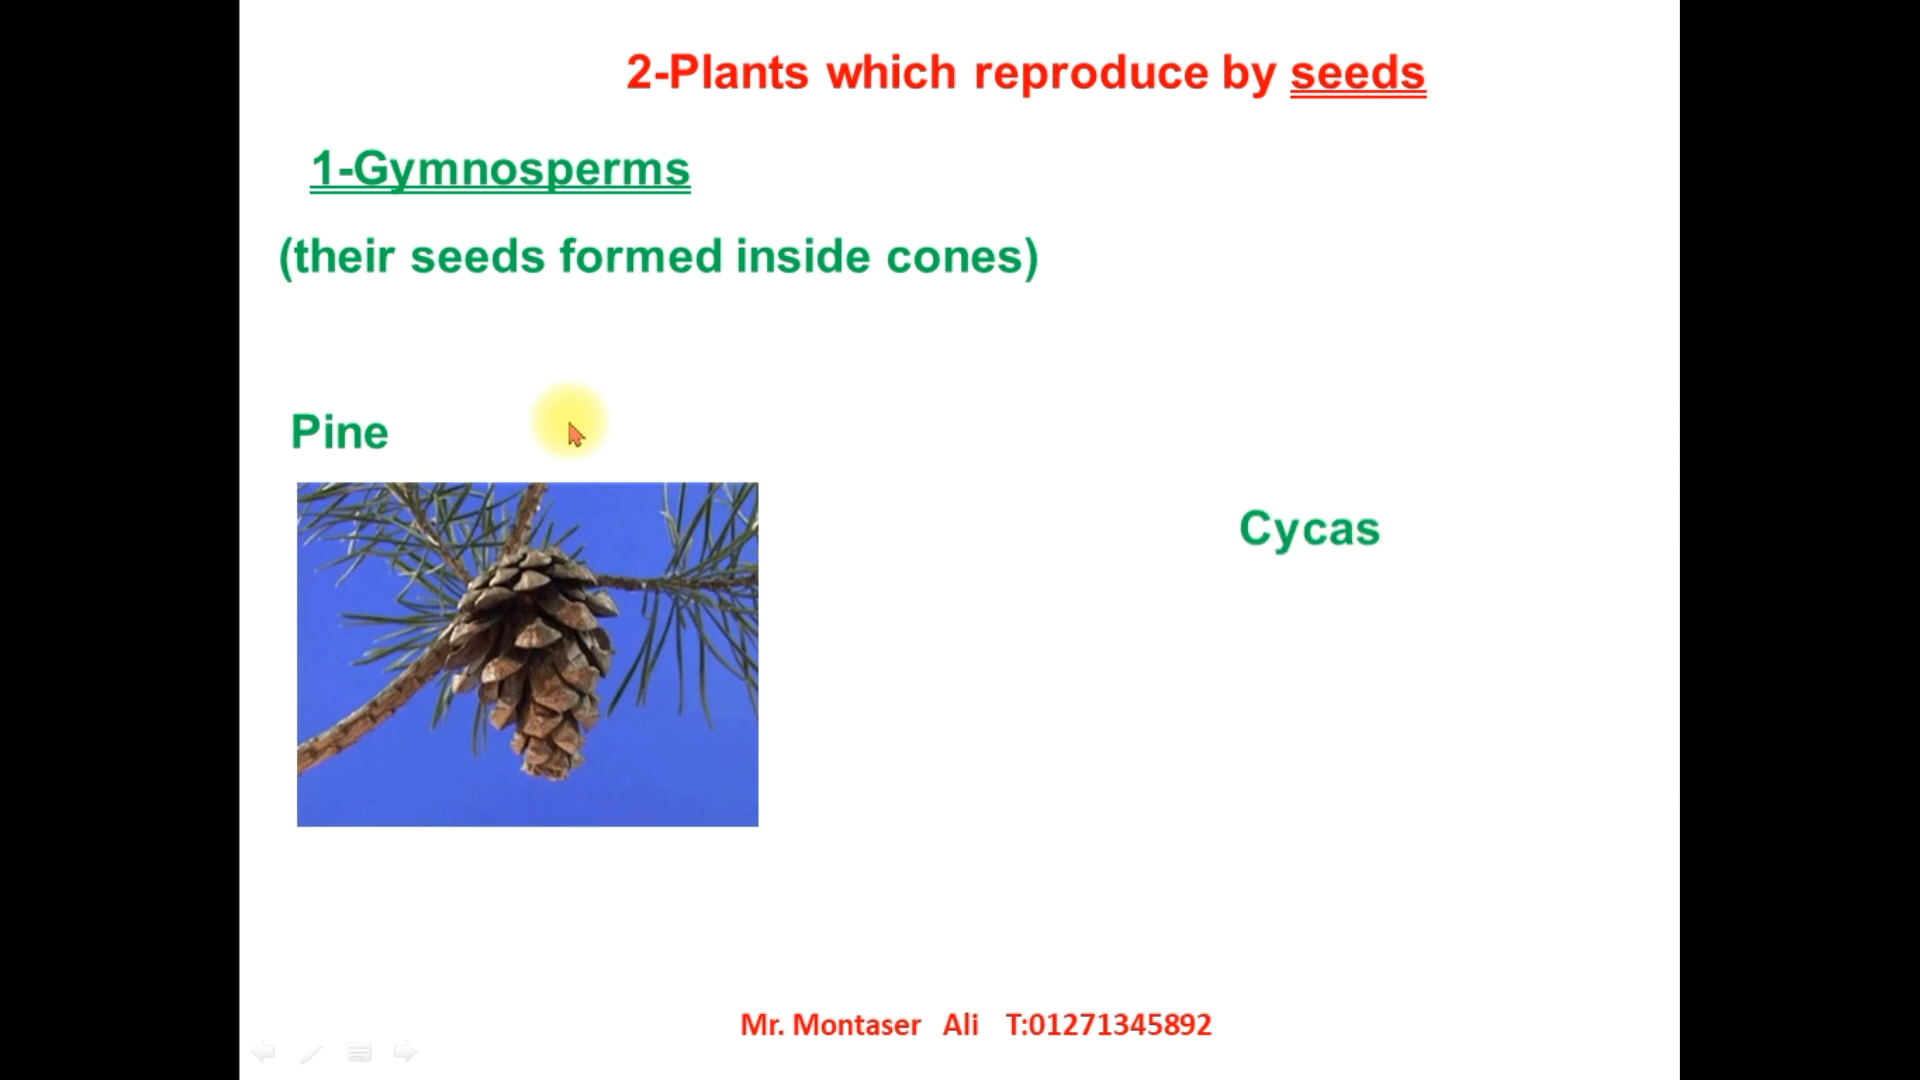 2-Plants which reproduce by seeds
1-Gymnosperms
(their seeds formed inside cones)
Pine
Cycas
Mr. Montaser Ali T:01271345892